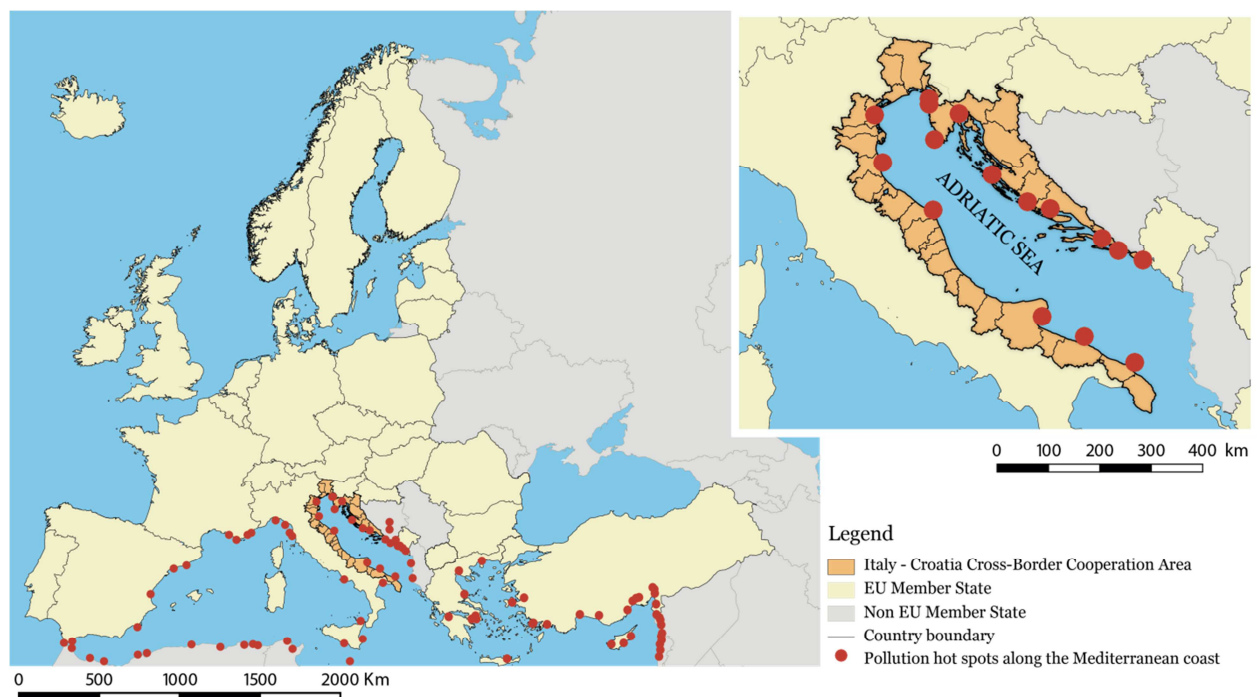 ADRIATIC SEA
0 100 200 300 400 km
Legend
Italy - Croatia Cross-Border Cooperation Area
EU Member State
Non EU Member State
Country boundary
Pollution hot spots along the Mediterranean coast
0 500 1000 1500 2000 Km